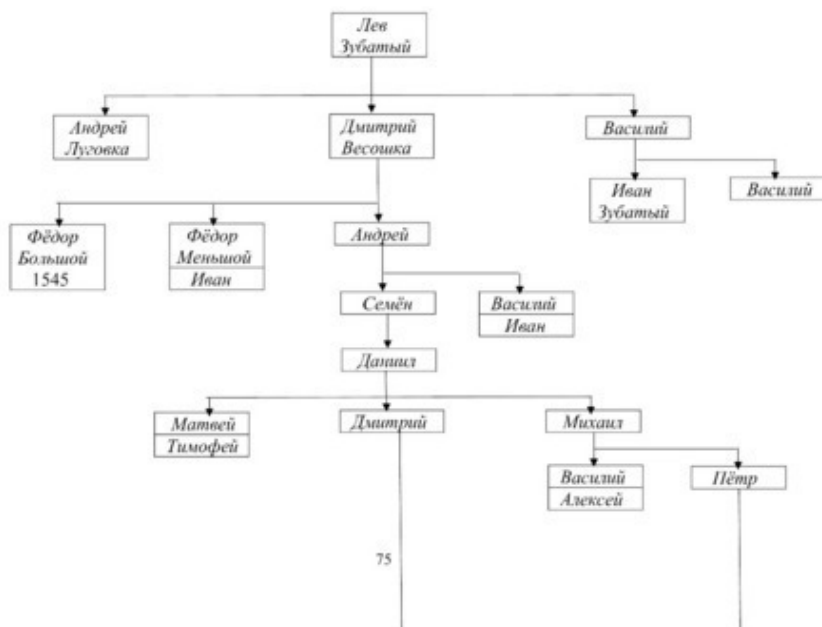 Лев
Зубатый
Андрей
Луговка
Дмитрий
Весошка
Василий
Иван
Зубатый
Василий
Фёдор
Большой
1545
Фёдор
Меньшой
Иван
Андрей
Семён
Василий
Иван
Даниил
Матвей
Тимофей
Дмитрий
Михаил
Василий
Алексей
Пётр
75